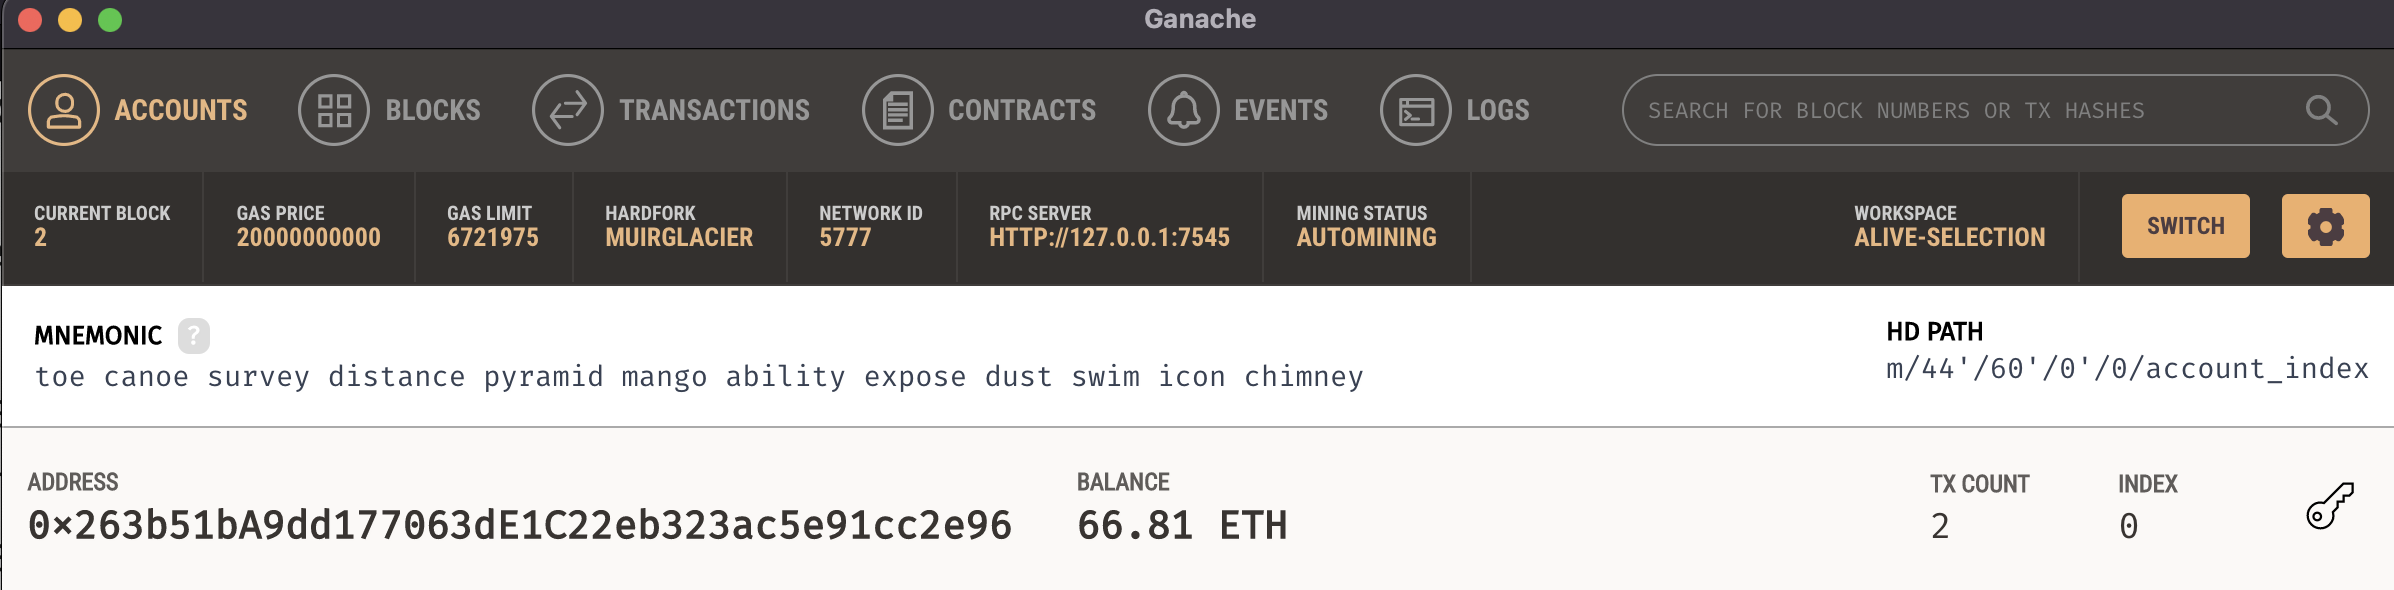 Ganache
ACCOUNTS BLOCKS TRANSACTIONS CONTRACTS EVENTS LOGS SEARCH FOR BLOCK NUMBERS OR TX HASHES
CURRENT BLOCK GAS PRICE GAS LIMIT HARDFORK NETWORK ID RPC SERVER MINING STATUS WORKSPACE
2 20000000000 6721975 MUIRGLACIER 5777 HTTP://127.0.0.1:7545 AUTOMINING ALIVE-SELECTION SWITCH
MNEMONIC ? HD PATH
toe canoe survey distance pyramid mango ability expose dust swim icon chimney m/44'/60'/0'/0/account_index
ADDRESS BALANCE TX COUNT INDEX
0×263b51bA9dd177063dE1C22eb323ac5e91cc2e96 66.81 ETH 2 0